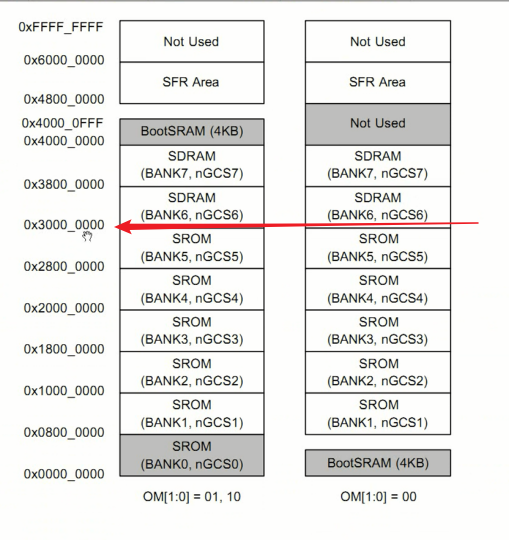 0xFFFF_FFFF
Not Used
Not Used
0x6000_0000
SFR Area
SFR Area
0x4800_0000
0x4000_0FFF
BootSRAM (4KB)
Not Used
0x4000_0000
SDRAM
(BANK7, nGCS7)
SDRAM
(BANK7, nGCS7)
0x3800_0000
SDRAM
(BANK6, nGCS6)
SDRAM
(BANK6, nGCS6)
0x3000_0000
SROM
(BANK5, nGCS5)
SROM
(BANK5, nGCS5)
0x2800_0000
SROM
(BANK4, nGCS4)
SROM
(BANK4, nGCS4)
0x2000_0000
SROM
(BANK3, nGCS3)
SROM
(BANK3, nGCS3)
0x1800_0000
SROM
(BANK2, nGCS2)
SROM
(BANK2, nGCS2)
0x1000_0000
SROM
(BANK1, nGCS1)
SROM
(BANK1, nGCS1)
0x0800_0000
SROM
(BANK0, nGCS0)
BootSRAM (4KB)
0x0000_0000
OM[1:0] = 01, 10
OM[1:0] = 00